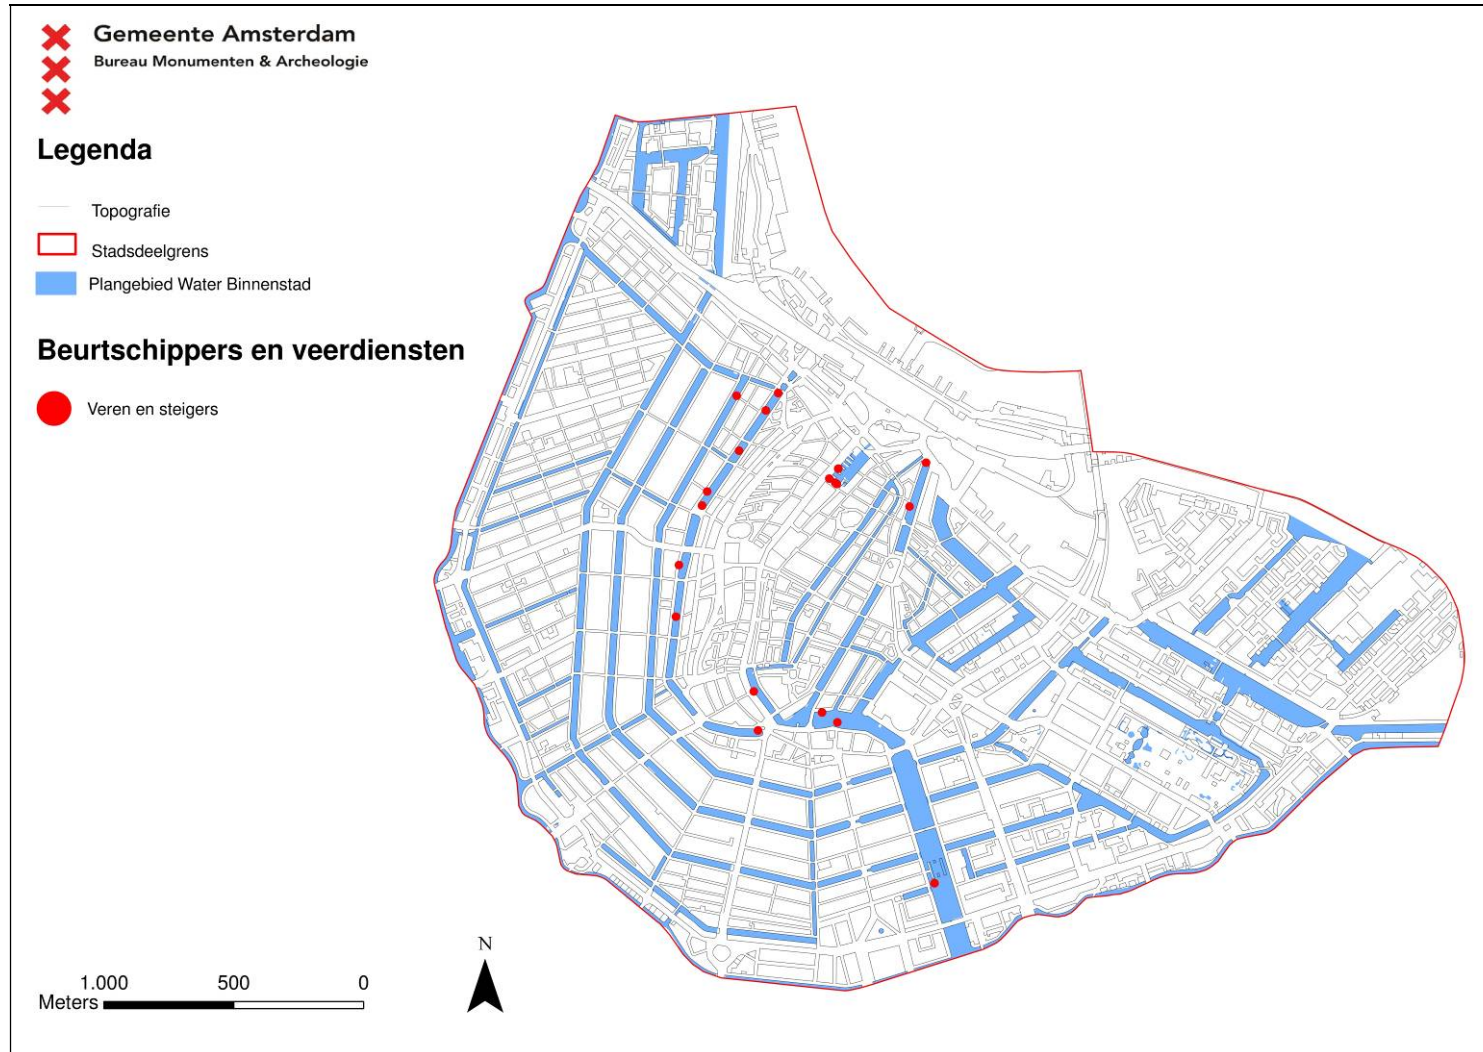 Gemeente Amsterdam
Bureau Monumenten & Archeologie
Legenda
Topografie
Stadsdeelgrens
Plangebied Water Binnenstad
Beurtschippers en veerdiensten
Veren en steigers
N
1.000 500 0
Meters